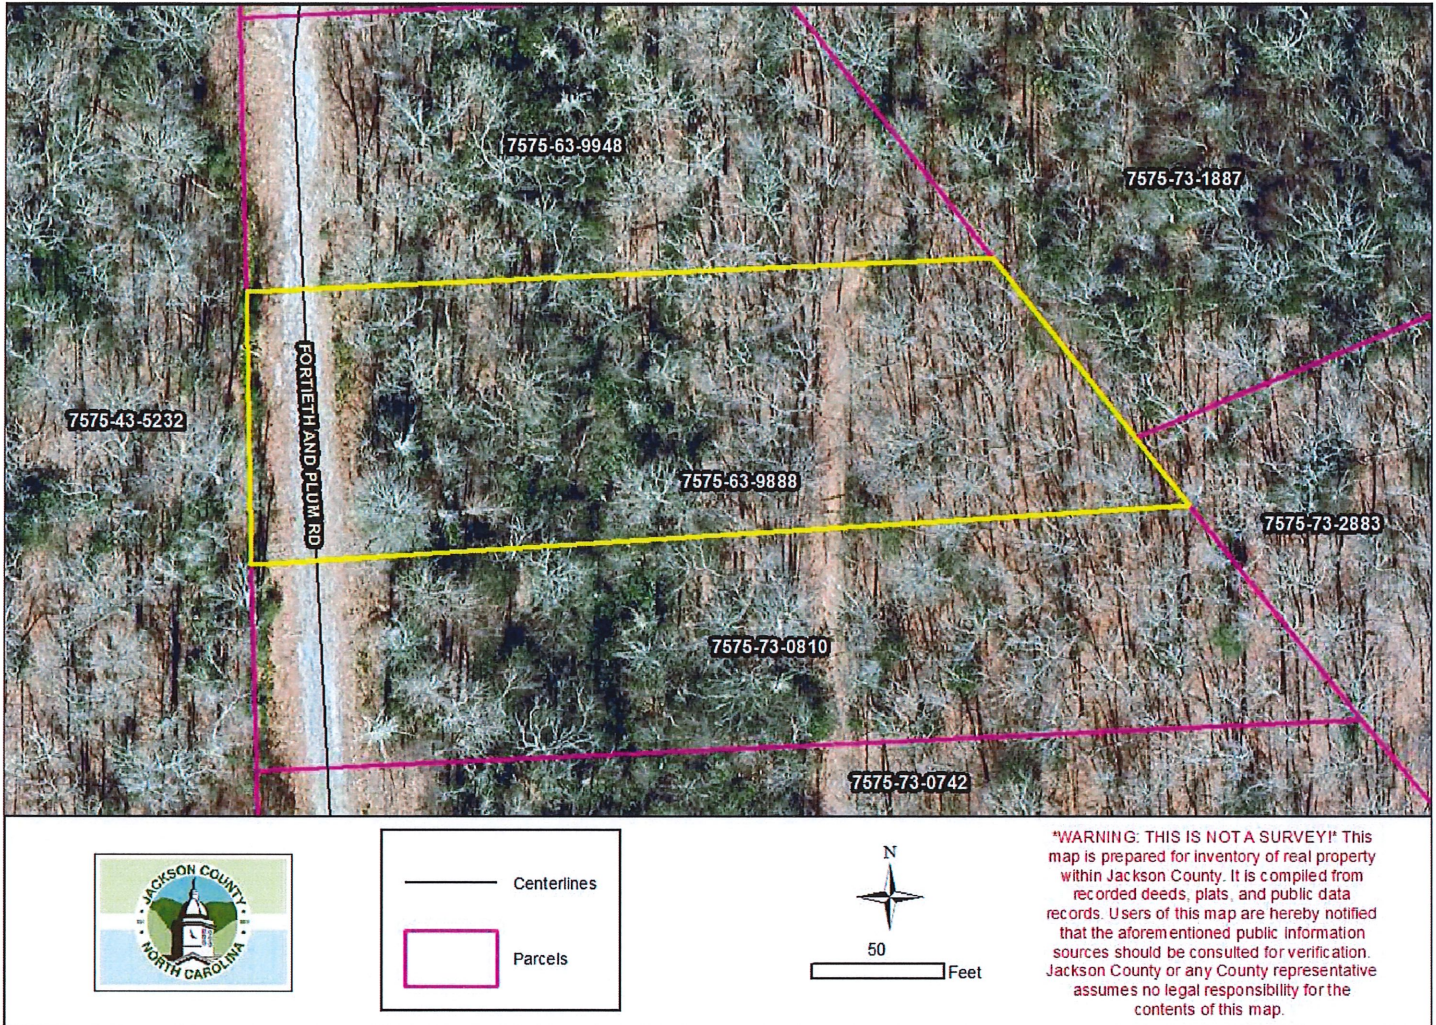 7575-63-9948
7575-73-1887
FORTIETH AND PLUM RD
7575-43-5232
7575-63-9888
7575-73-2883
7575-73-0810
7575-73-0742
JACKSON COUNTY
NORTH CAROLINA
Centerlines
Parcels
N
50
Feet
*WARNING: THIS IS NOT A SURVEY!* This
map is prepared for inventory of real property
within Jackson County. It is compiled from
recorded deeds, plats, and public data
records. Users of this map are hereby notified
that the aforementioned public information
sources should be consulted for verification.
Jackson County or any County representative
assumes no legal responsibility for the
contents of this map.